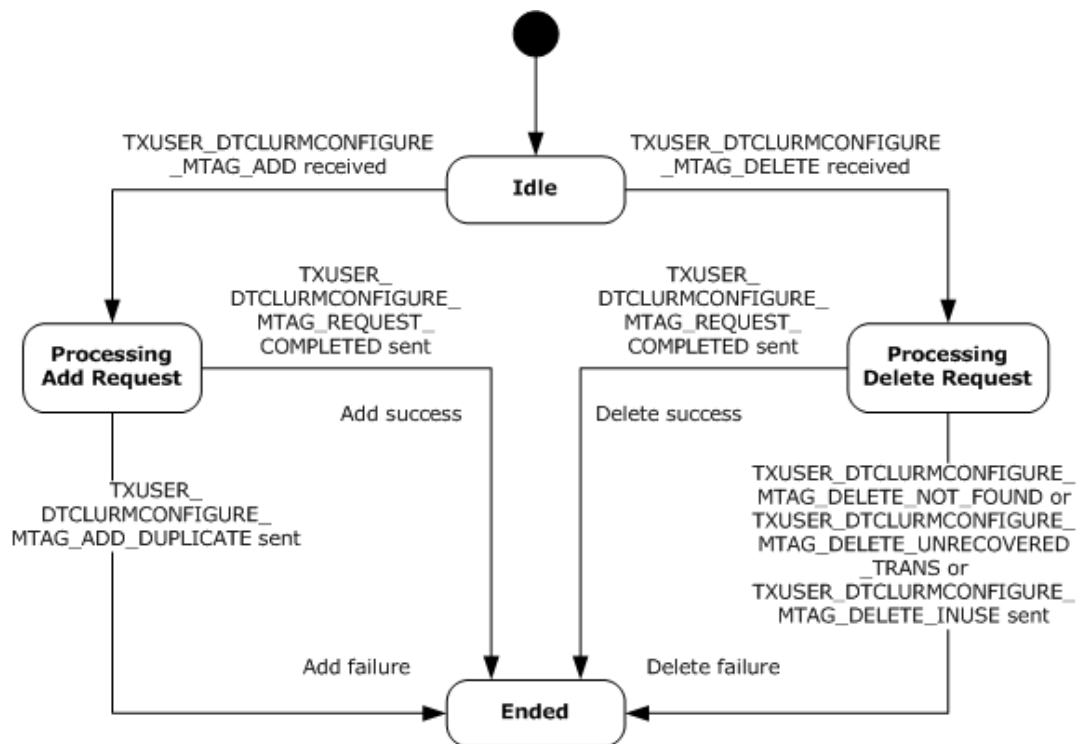 TXUSER_DTCLURMCONFIGURE
_MTAG_ADD received
TXUSER_DTCLURMCONFIGURE
_MTAG_DELETE received
Idle
TXUSER_
DTCLURMCONFIGURE_
MTAG_REQUEST_
COMPLETED sent
TXUSER_
DTCLURMCONFIGURE_
MTAG_REQUEST_
COMPLETED sent
Processing
Add Request
Processing
Delete Request
Add success
Delete success
TXUSER_
DTCLURMCONFIGURE_
MTAG_ADD_DUPLICATE sent
TXUSER_DTCLURMCONFIGURE_
MTAG_DELETE_NOT_FOUND or
TXUSER_DTCLURMCONFIGURE_
MTAG_DELETE_UNRECOVERED
_TRANS or
TXUSER_DTCLURMCONFIGURE_
MTAG_DELETE_INUSE sent
Add failure
Delete failure
Ended